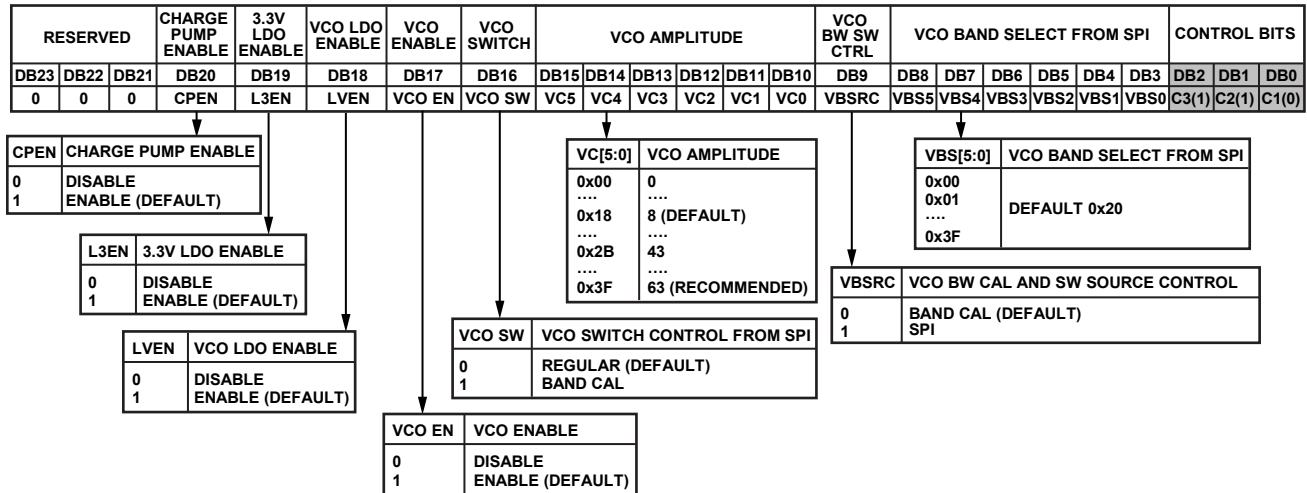 RESERVED
CHARGE PUMP ENABLE
3.3V LDO ENABLE
VCO LDO ENABLE
VCO ENABLE
VCO SWITCH
VCO AMPLITUDE
VCO BW SW CTRL
VCO BAND SELECT FROM SPI
CONTROL BITS
DB23 DB22 DB21 DB20 DB19 DB18 DB17 DB16 DB15 DB14 DB13 DB12 DB11 DB10 DB9 DB8 DB7 DB6 DB5 DB4 DB3 DB2 DB1 DB0
0 0 0 CPEN L3EN LVEN VCO EN VCO SW VC5 VC4 VC3 VC2 VC1 VC0 VBSRC VBS5 VBS4 VBS3 VBS2 VBS1 VBS0 C3(1) C2(1) C1(0)
CPEN CHARGE PUMP ENABLE
0 DISABLE
1 ENABLE (DEFAULT)
L3EN 3.3V LDO ENABLE
0 DISABLE
1 ENABLE (DEFAULT)
LVEN VCO LDO ENABLE
0 DISABLE
1 ENABLE (DEFAULT)
VCO EN VCO ENABLE
0 DISABLE
1 ENABLE (DEFAULT)
VCO SW VCO SWITCH CONTROL FROM SPI
0 REGULAR (DEFAULT)
1 BAND CAL
VC[5:0] VCO AMPLITUDE
0x00 0
.... ....
0x18 8 (DEFAULT)
.... ....
0x2B 43
.... ....
0x3F 63 (RECOMMENDED)
VBSRC VCO BW CAL AND SW SOURCE CONTROL
0 BAND CAL (DEFAULT)
1 SPI
VBS[5:0] VCO BAND SELECT FROM SPI
0x00
0x01
....
0x3F
DEFAULT 0x20